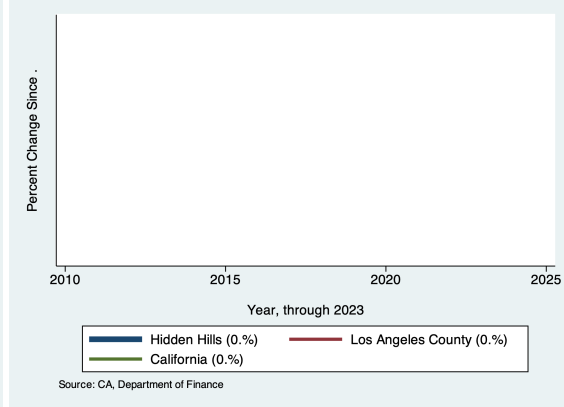 Percent Change Since .
2010 2015 2020 2025
Year, through 2023
Hidden Hills (0.%) Los Angeles County (0.%)
California (0.%)
Source: CA, Department of Finance